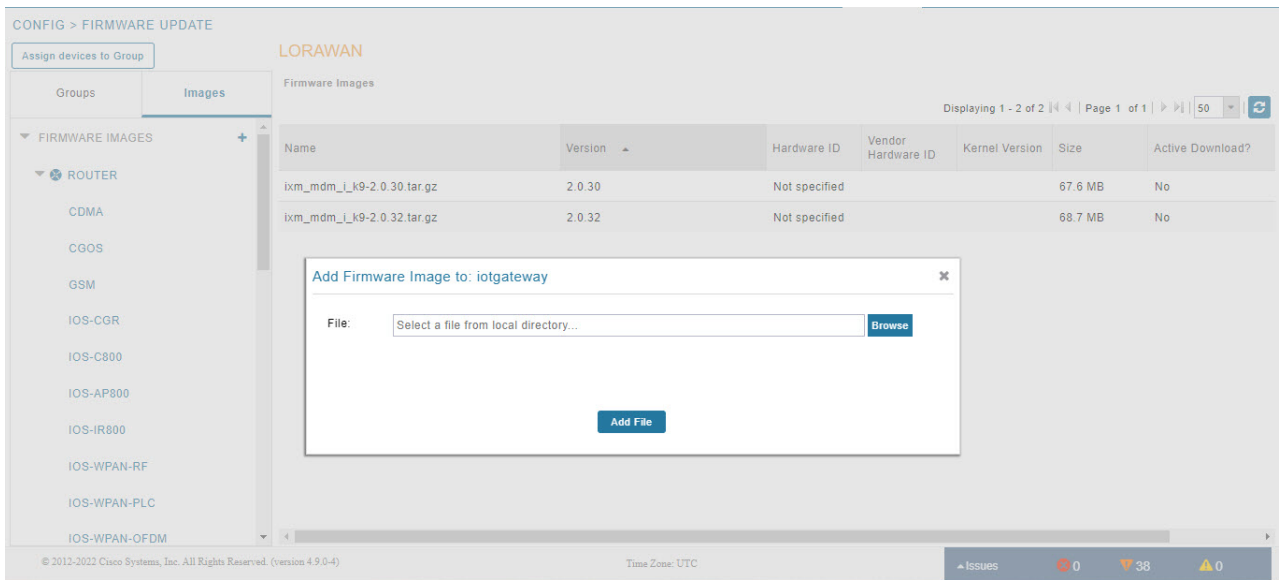 CONFIG > FIRMWARE UPDATE
Assign devices to Group
Groups
Images
FIRMWARE IMAGES +
ROUTER
CDMA
CGOS
GSM
IOS-CGR
IOS-C800
IOS-AP800
IOS-IR800
IOS-WPAN-RF
IOS-WPAN-PLC
IOS-WPAN-OFDM
LORAWAN
Firmware Images
Displaying 1 - 2 of 2 | Page 1 of 1 | 50
Name Version Hardware ID Vendor Hardware ID Kernel Version Size Active Download?
ixm_mdm_i_k9-2.0.30.tar.gz 2.0.30 Not specified 67.6 MB No
ixm_mdm_i_k9-2.0.32.tar.gz 2.0.32 Not specified 68.7 MB No
Add Firmware Image to: iotgateway
File: Select a file from local directory... Browse
Add File
© 2012-2022 Cisco Systems, Inc. All Rights Reserved. (version 4.9.0-4) Time Zone: UTC Issues 0 38 0